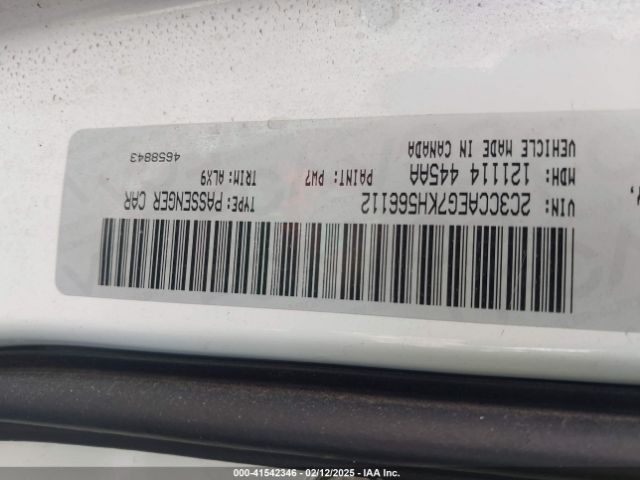 VIN: 2C3CCAEG7KH566112 TYPE: PASSENGER CAR
MDH: 121114 445AA PAINT: PW7 TRIM: ALX9
VEHICLE MADE IN CANADA 4658843
000-41542346 - 02/12/2025 - IAA Inc.